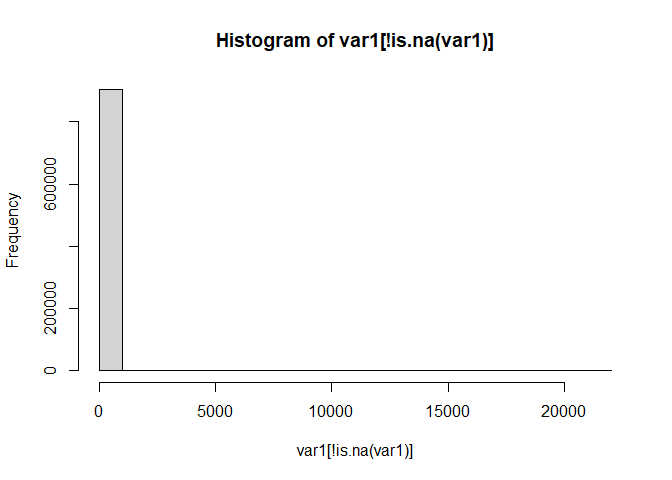 Histogram of var1[!is.na(var1)]
Frequency
600000
200000
0
0 5000 10000 15000 20000
var1[!is.na(var1)]